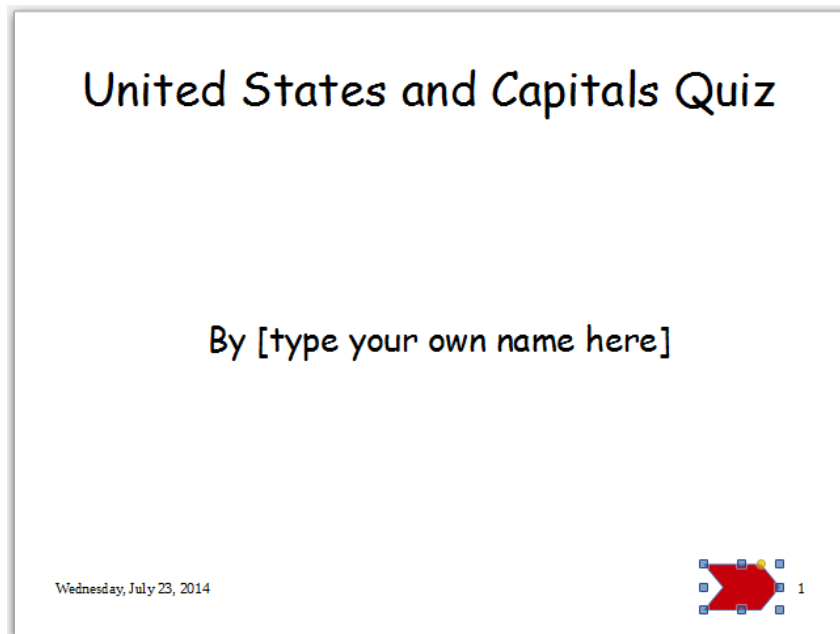 United States and Capitals Quiz
By [type your own name here]
Wednesday, July 23, 2014
1